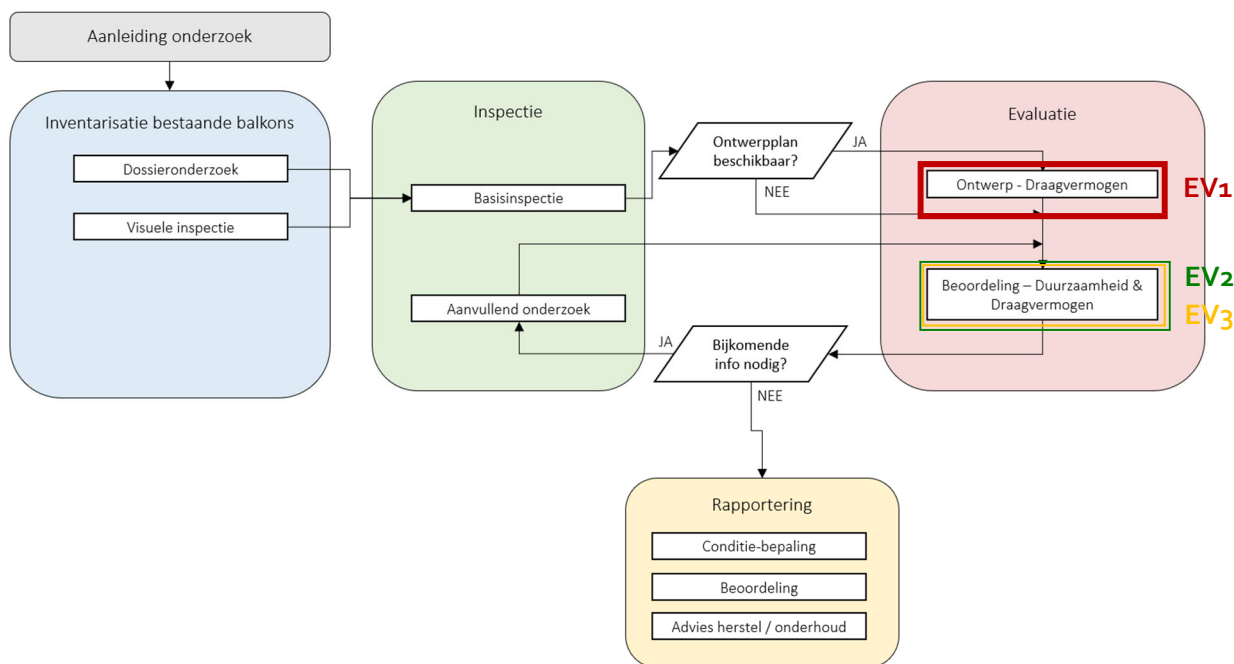 Aanleiding onderzoek
Inventarisatie bestaande balkons
Dossieronderzoek
Visuele inspectie
Inspectie
Basisinspectie
Aanvullend onderzoek
Ontwerpplan
beschikbaar?
JA
NEE
Evaluatie
Ontwerp - Draagvermogen
EV1
Beoordeling – Duurzaamheid &
Draagvermogen
EV2
EV3
Bijkomende
info nodig?
JA
NEE
Rapportering
Conditie-bepaling
Beoordeling
Advies herstel / onderhoud